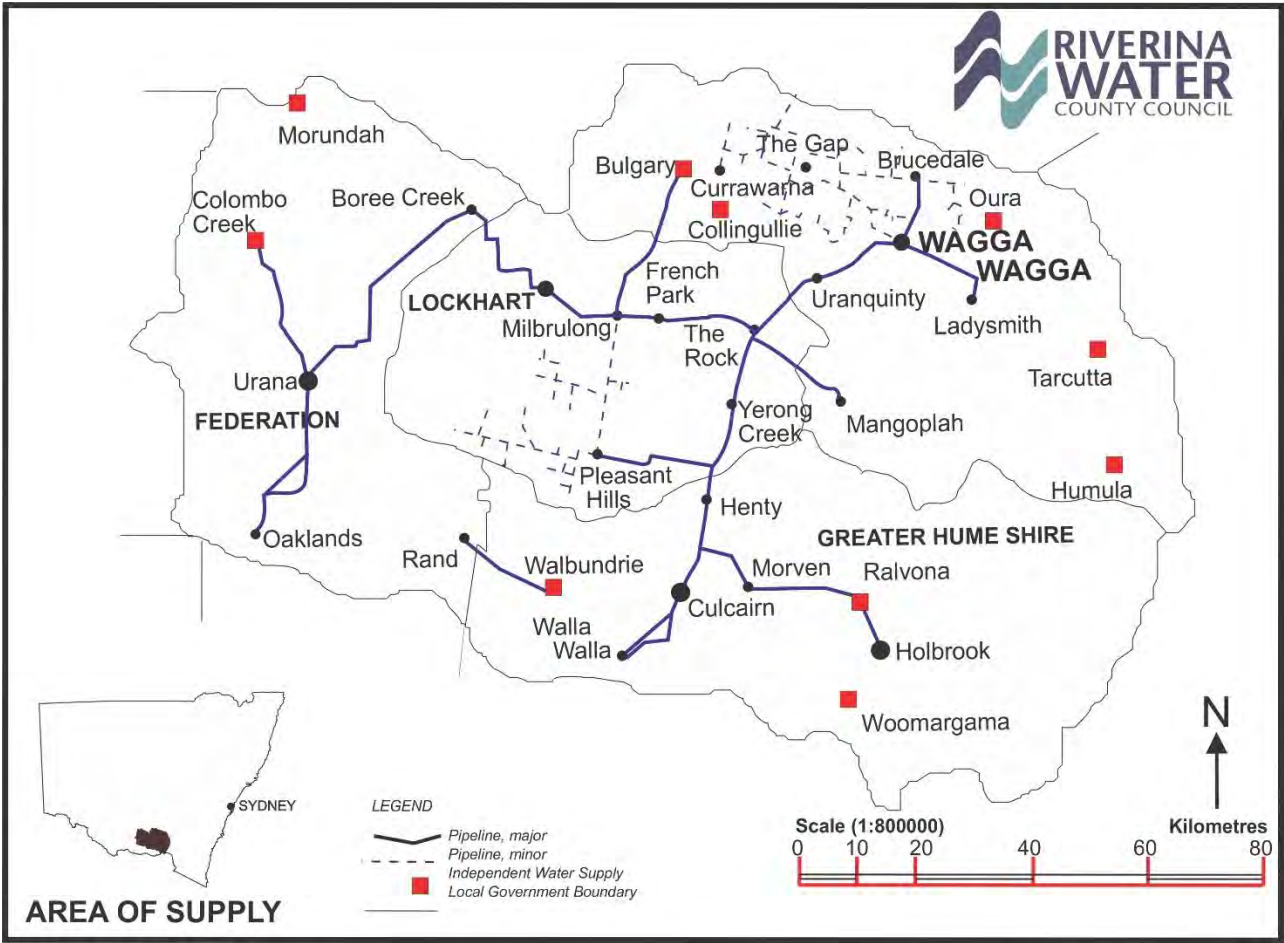 RIVERINA
WATER
COUNTY COUNCIL
Morundah
The Gap
Bulgary
Brucedale
Currawarna
Colombo
Creek
Boree Creek
Oura
Collingullie
WAGGA
WAGGA
French
Park
LOCKHART
Uranquinty
Milbrulong
Ladysmith
The
Rock
Urana
Tarcutta
FEDERATION
Yerong
Creek
Mangoplah
Pleasant
Hills
Humula
Henty
Oaklands
GREATER HUME SHIRE
Rand
Walbundrie
Morven
Ralvona
Culcairn
Walla
Walla
Holbrook
Woomargama
N
SYDNEY
LEGEND
Pipeline, major
Pipeline, minor
Independent Water Supply
Local Government Boundary
Scale (1:800000)
Kilometres
0 10 20 40 60 80
AREA OF SUPPLY